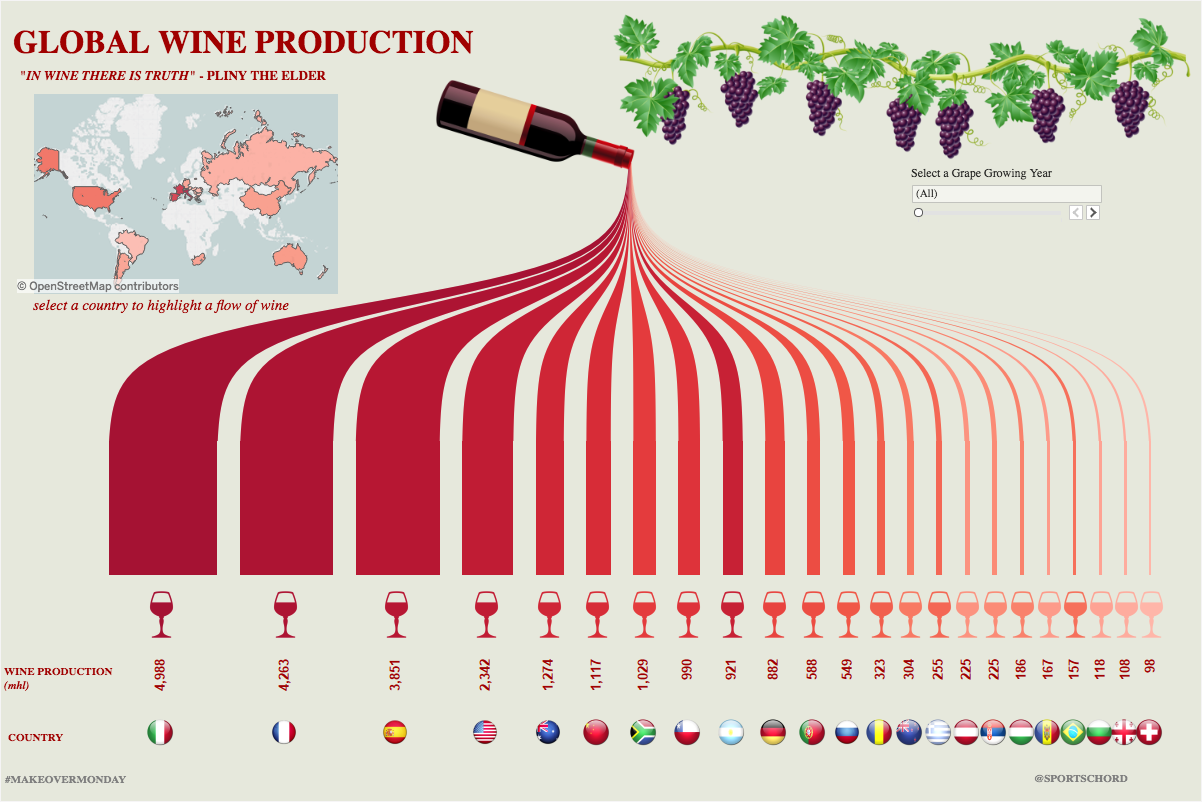 GLOBAL WINE PRODUCTION
"IN WINE THERE IS TRUTH" - PLINY THE ELDER
Select a Grape Growing Year
(All)
© OpenStreetMap contributors
select a country to highlight a flow of wine
WINE PRODUCTION
(mhl)
4,988
4,263
3,851
2,342
1,274
1,117
1,029
990
921
882
588
549
323
304
255
225
225
186
167
157
118
108
98
COUNTRY
#MAKEOVERMONDAY
@SPORTSCHORD